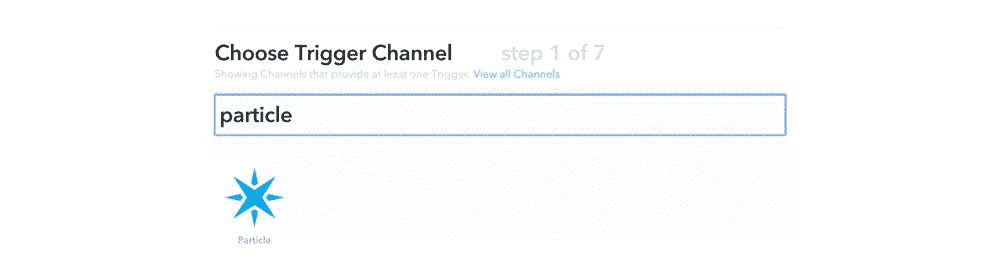 Choose Trigger Channel step 1 of 7
Showing Channels that provide at least one Trigger. View all Channels
particle
Particle